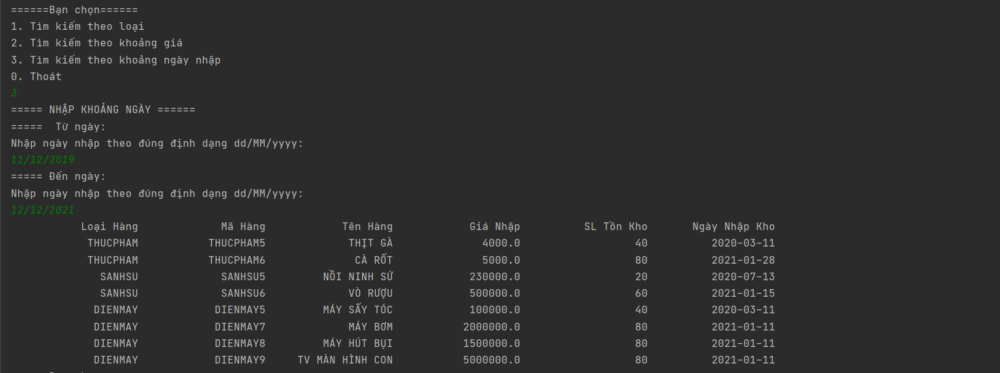 ======Bạn chọn======
1. Tìm kiếm theo loại
2. Tìm kiếm theo khoảng giá
3. Tìm kiếm theo khoảng ngày nhập
0. Thoát
3
===== NHẬP KHOẢNG NGÀY ======
=====  Từ ngày:
Nhập ngày nhập theo đúng định dạng dd/MM/yyyy:
11/12/2019
===== Đến ngày:
Nhập ngày nhập theo đúng định dạng dd/MM/yyyy:
12/12/2021
Loại Hàng Mã Hàng Tên Hàng Giá Nhập SL Tồn Kho Ngày Nhập Kho
THUCPHAM THUCPHAM5 THỊT GÀ 4000.0 40 2020-03-11
THUCPHAM THUCPHAM6 CÀ RỐT 5000.0 80 2021-01-28
SANHSU SANHSU5 NỒI NINH SỨ 230000.0 20 2020-07-13
SANHSU SANHSU6 VÒ RƯỢU 500000.0 60 2021-01-15
DIENMAY DIENMAY5 MÁY SẤY TÓC 100000.0 40 2020-03-11
DIENMAY DIENMAY7 MÁY BƠM 2000000.0 80 2021-01-11
DIENMAY DIENMAY8 MÁY HÚT BỤI 1500000.0 80 2021-01-11
DIENMAY DIENMAY9 TV MÀN HÌNH CON 5000000.0 80 2021-01-11